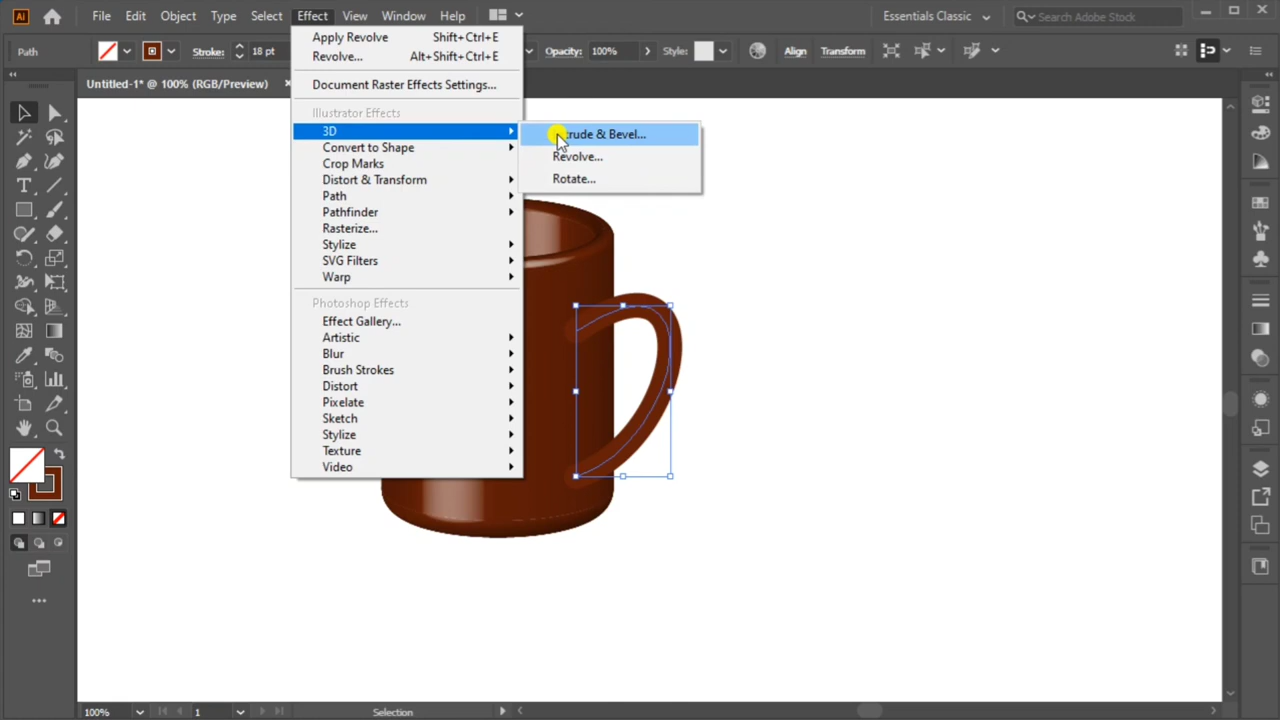 Ai File Edit Object Type Select Effect View Window Help Essentials Classic Search Adobe Stock
Path Stroke: 18 pt Opacity: 100% Style: Align Transform
Untitled-1* @ 100% (RGB/Preview)
Apply Revolve Shift+Ctrl+E
Revolve... Alt+Shift+Ctrl+E
Document Raster Effects Settings...
Illustrator Effects
3D
Convert to Shape
Crop Marks
Distort & Transform
Path
Pathfinder
Rasterize...
Stylize
SVG Filters
Warp
Photoshop Effects
Effect Gallery...
Artistic
Blur
Brush Strokes
Distort
Pixelate
Sketch
Stylize
Texture
Video
trude & Bevel...
Revolve...
Rotate...
100% 1 Selection